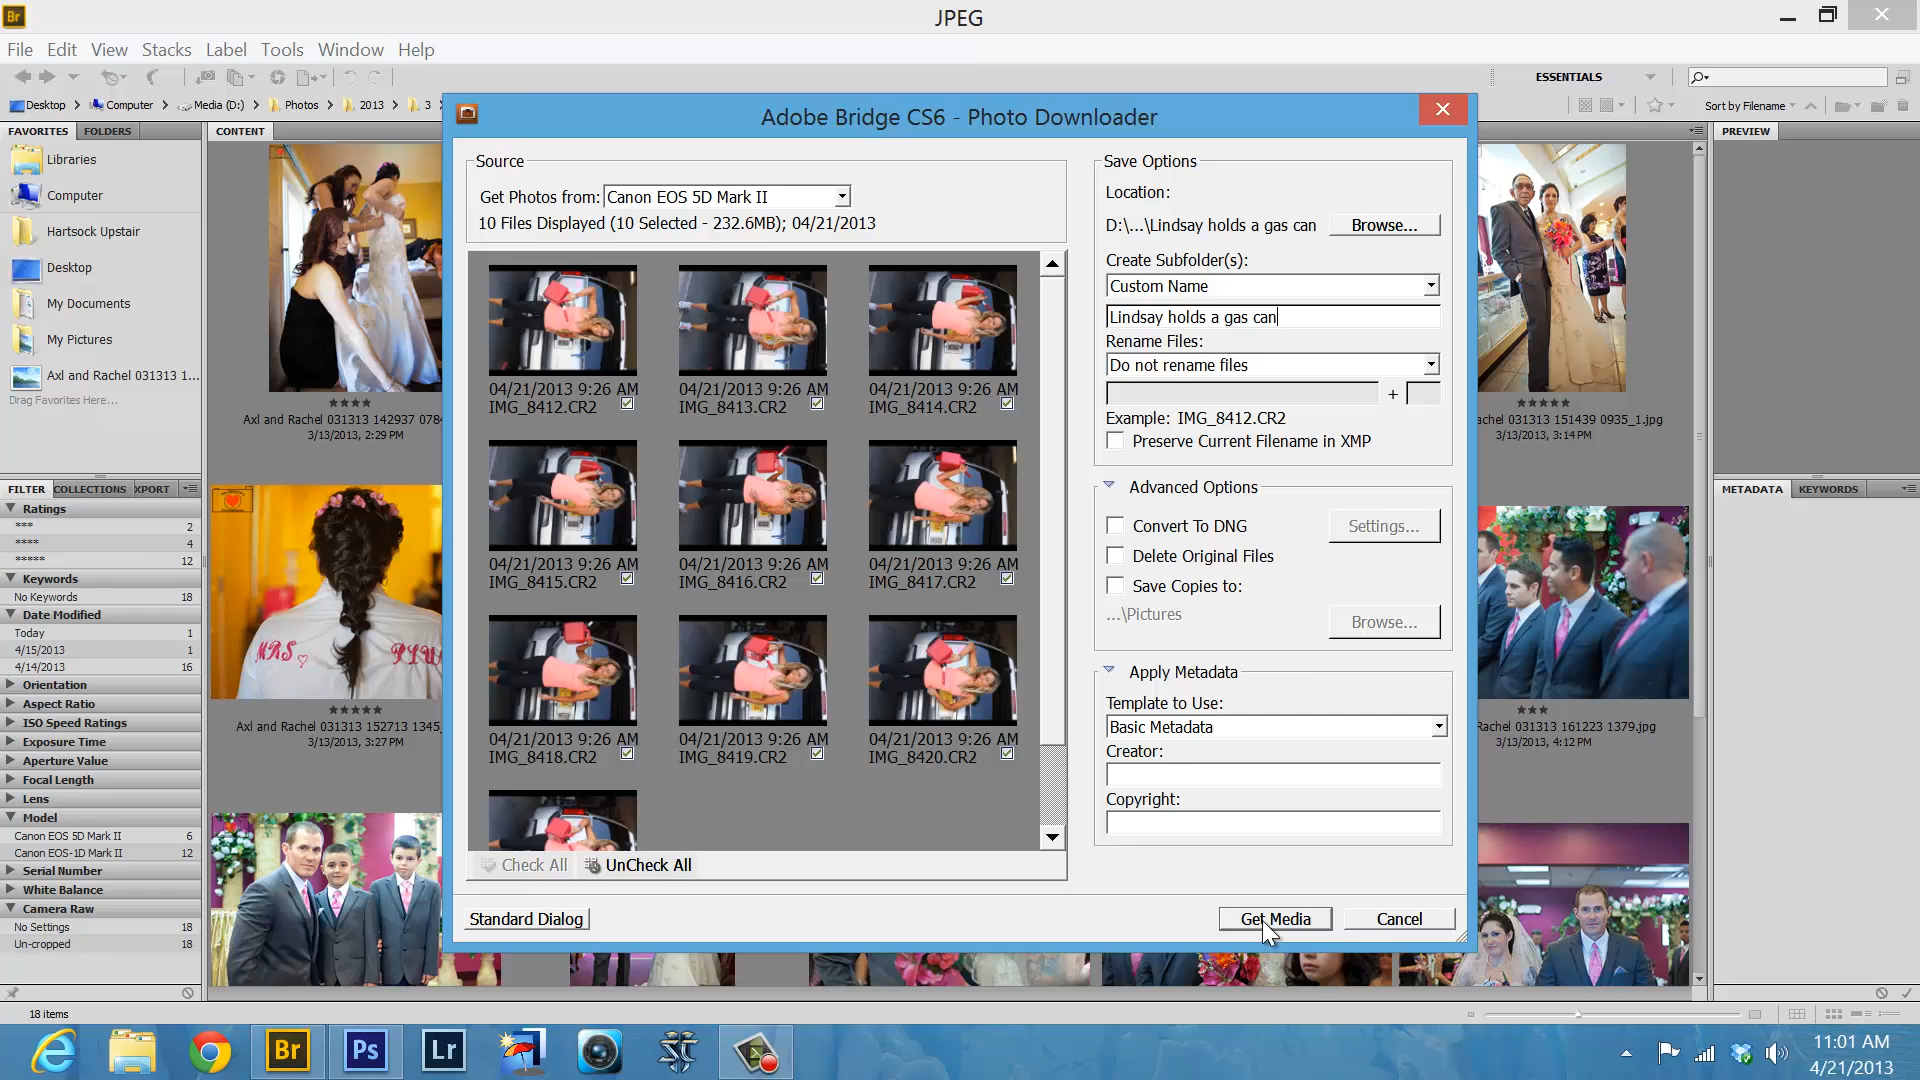 Br
JPEG
File Edit View Stacks Label Tools Window Help
ESSENTIALS
Desktop Computer Media (D:) Photos 2013 3
Sort by Filename
FAVORITES FOLDERS
CONTENT
PREVIEW
Libraries
Computer
Hartsock Upstair
Desktop
My Documents
My Pictures
Axl and Rachel 031313 1...
Drag Favorites Here...
FILTER COLLECTIONS XPORT
Ratings
***
2
****
4
*****
12
Keywords
No Keywords
18
Date Modified
Today
1
4/15/2013
1
4/14/2013
16
Orientation
Aspect Ratio
ISO Speed Ratings
Exposure Time
Aperture Value
Focal Length
Lens
Model
Canon EOS 5D Mark II
6
Canon EOS-1D Mark II
12
Serial Number
White Balance
Camera Raw
No Settings
18
Un-cropped
18
Axl and Rachel 031313 142937 078
3/13/2013, 2:29 PM
MRS.
Axl and Rachel 031313 152713 1345_
3/13/2013, 3:27 PM
Adobe Bridge CS6 - Photo Downloader
Source
Get Photos from: Canon EOS 5D Mark II
10 Files Displayed (10 Selected - 232.6MB); 04/21/2013
04/21/2013 9:26 AM
IMG_8412.CR2
04/21/2013 9:26 AM
IMG_8413.CR2
04/21/2013 9:26 AM
IMG_8414.CR2
04/21/2013 9:26 AM
IMG_8415.CR2
04/21/2013 9:26 AM
IMG_8416.CR2
04/21/2013 9:26 AM
IMG_8417.CR2
04/21/2013 9:26 AM
IMG_8418.CR2
04/21/2013 9:26 AM
IMG_8419.CR2
04/21/2013 9:26 AM
IMG_8420.CR2
Check All
UnCheck All
Standard Dialog
Save Options
Location:
D:\...\Lindsay holds a gas can
Browse...
Create Subfolder(s):
Custom Name
Lindsay holds a gas can
Rename Files:
Do not rename files
+
Example: IMG_8412.CR2
Preserve Current Filename in XMP
Advanced Options
Convert To DNG
Settings...
Delete Original Files
Save Copies to:
...\Pictures
Browse...
Apply Metadata
Template to Use:
Basic Metadata
Creator:
Copyright:
Get Media
Cancel
achel 031313 151439 0935_1.jpg
3/13/2013, 3:14 PM
METADATA KEYWORDS
Rachel 031313 161223 1379.jpg
3/13/2013, 4:12 PM
18 items
Br
Ps
Lr
11:01 AM
4/21/2013